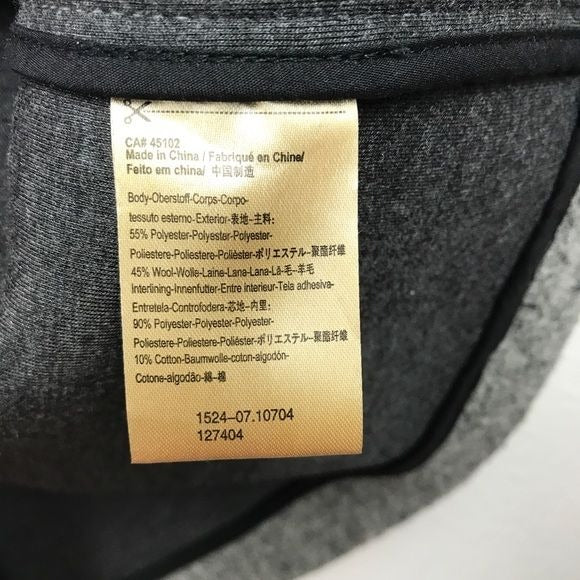 CA# 45102
Made in China / Fabriqué en China/
Feito em china/ 中国制造
Body-Oberstoff-Corps-Corpo-
tessuto esterno-Exterior-表地-主料:
55% Polyester-Polyester-Polyester-
Poliestere-Poliestere-Poliéster-ポリエステル-聚酯纤维
45% Wool-Wolle-Laine-Lana-Lana-Lã-毛-羊毛
Interlining-Innenfutter-Entre interieur-Tela adhesiva-
Entretela-Controfodera-芯地-内里:
90% Polyester-Polyester-Polyester-
Poliestere-Poliestere-Poliéster-ポリエステル-聚酯纤维
10% Cotton-Baumwolle-coton-algodón-
Cotone-algodão-綿-棉
1524-07.10704
127404